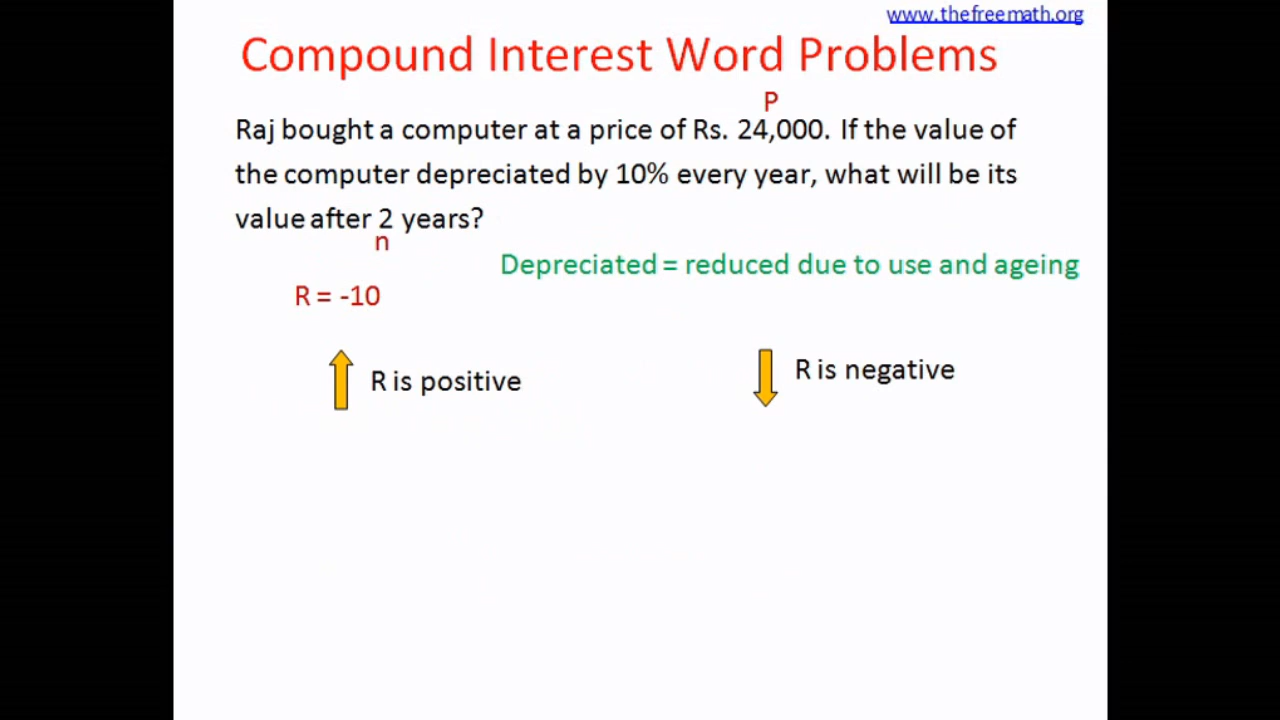 www.thefreemath.org
Compound Interest Word Problems
P
Raj bought a computer at a price of Rs. 24,000. If the value of
the computer depreciated by 10% every year, what will be its
value after 2 years?
n
Depreciated = reduced due to use and ageing
R = -10
R is positive
R is negative